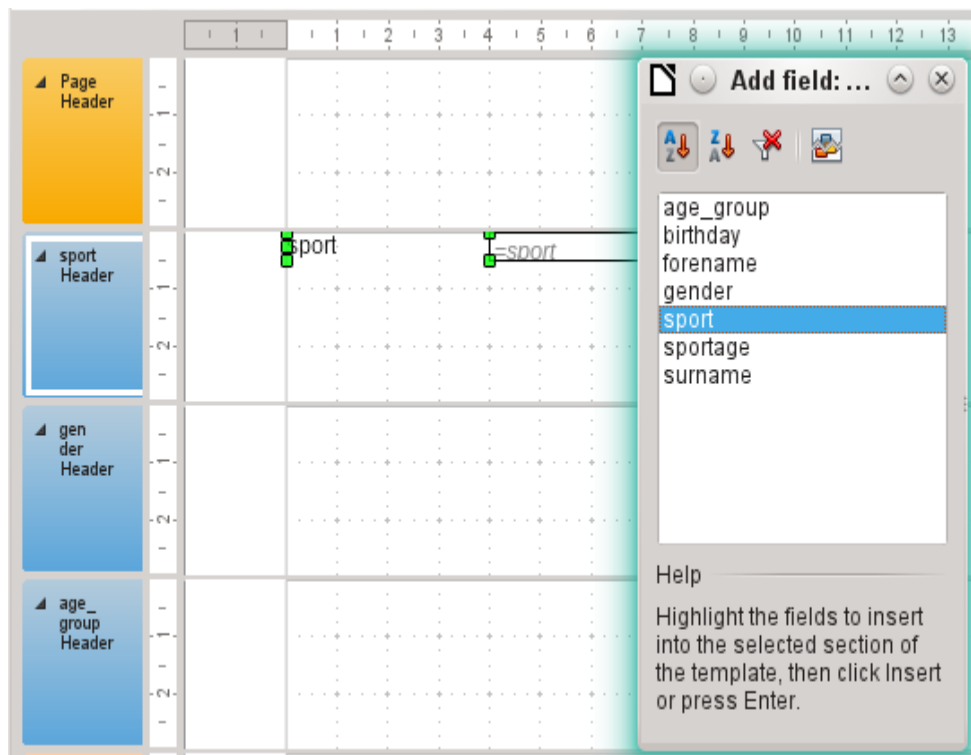 1 1 2 3 4 5 6 7 8 9 10 11 12 13
Page
Header
1
2
sport
Header
1
2
sport
=sport
gen
der
Header
1
2
age_
group
Header
1
2
Add field: ...
A
Z
Z
A
age_group
birthday
forename
gender
sport
sportage
surname
Help
Highlight the fields to insert
into the selected section of
the template, then click Insert
or press Enter.